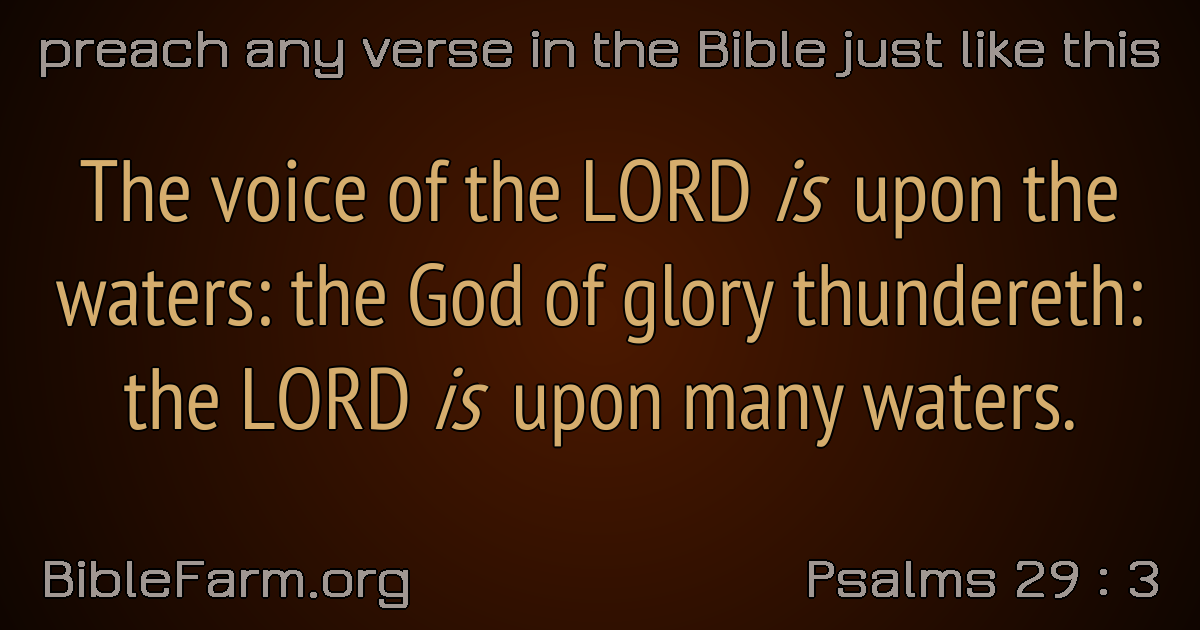 preach any verse in the Bible just like this
The voice of the LORD is upon the
waters: the God of glory thundereth:
the LORD is upon many waters.
BibleFarm.org
Psalms 29 : 3